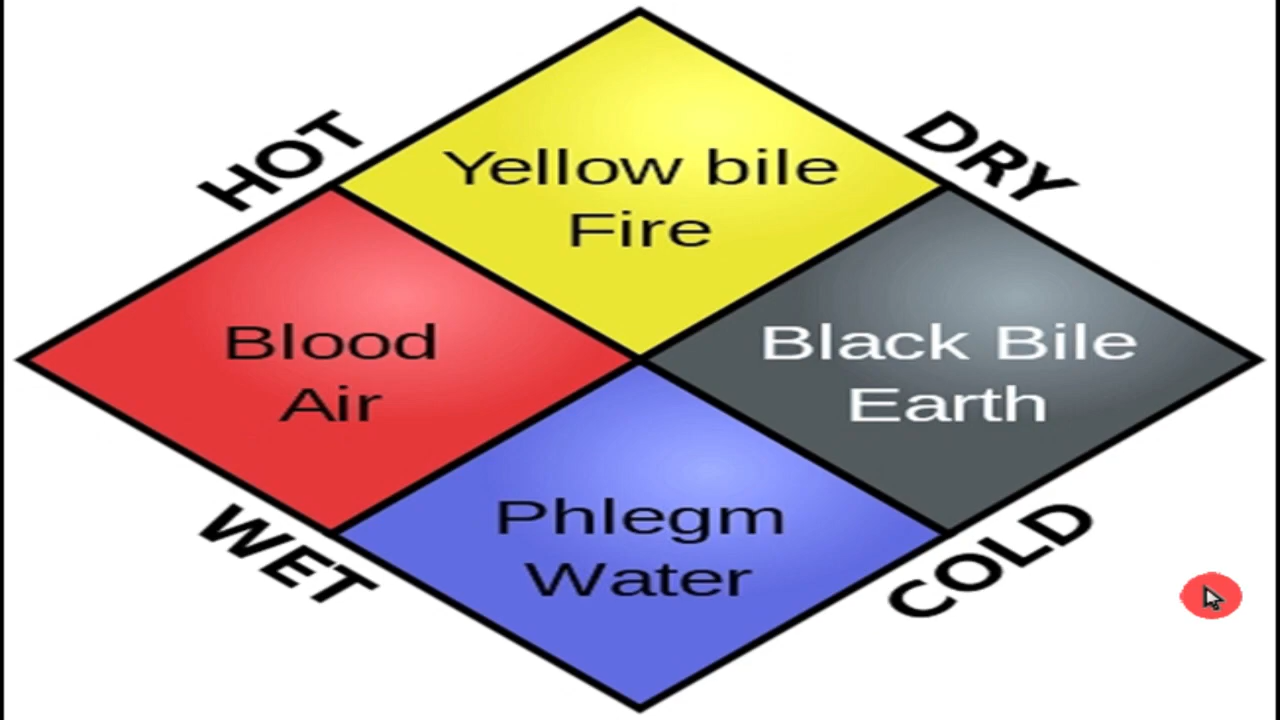 HOT
DRY
Yellow bile
Fire
Blood
Air
Black Bile
Earth
Phlegm
Water
WET
COLD